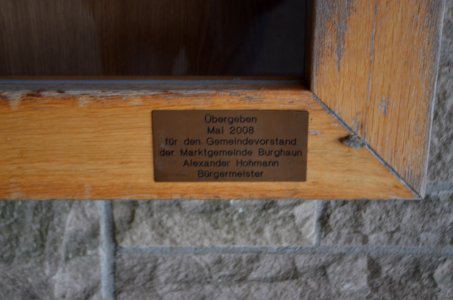 Übergeben
Mai 2008
für den Gemeindevorstand
der Marktgemeinde Burghaun
Alexander Hohmann
Bürgermeister